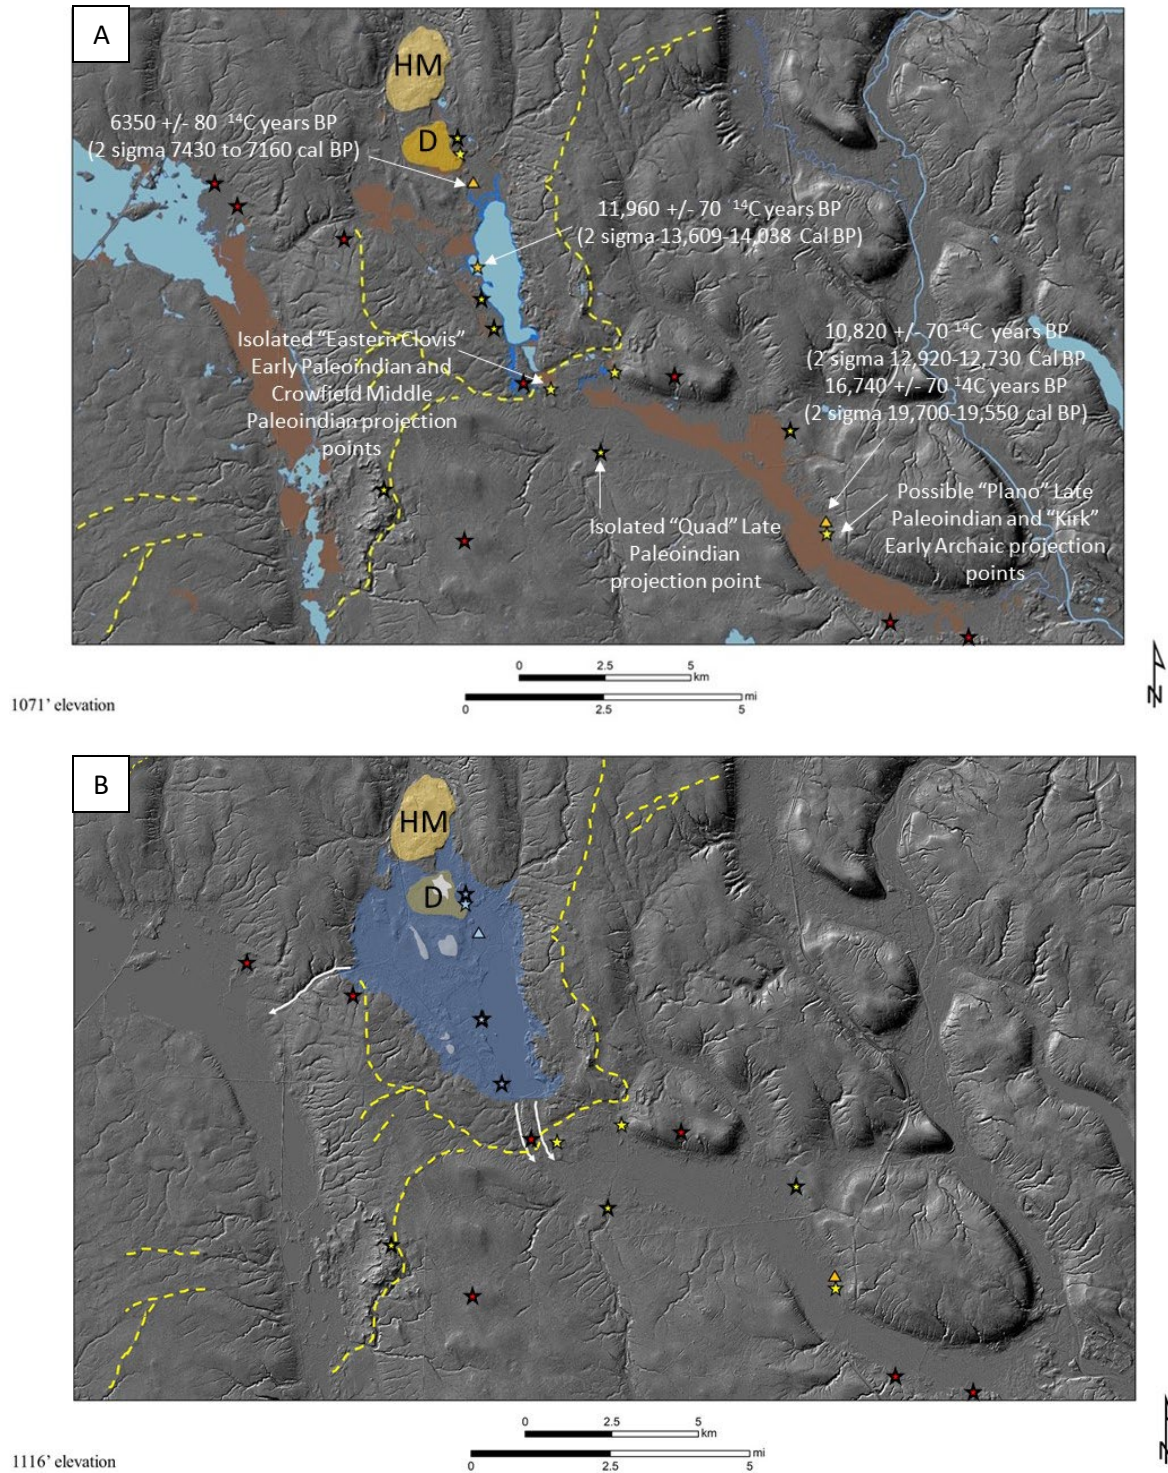 A
HM
D
6350 +/- 80 ¹⁴C years BP
(2 sigma 7430 to 7160 cal BP)
11,960 +/- 70 ¹⁴C years BP
(2 sigma 13,609-14,038 Cal BP)
Isolated “Eastern Clovis”
Early Paleoindian and
Crowfield Middle
Paleoindian projection
points
10,820 +/- 70 ¹⁴C years BP
(2 sigma 12,920-12,730 Cal BP
16,740 +/- 70 ¹⁴C years BP
(2 sigma 19,700-19,550 cal BP)
Isolated “Quad” Late
Paleoindian
projection point
Possible “Plano” Late
Paleoindian and “Kirk”
Early Archaic projection
points
0 2.5 5
km
mi
0 2.5 5
N
1071’ elevation
B
HM
D
0 2.5 5
km
mi
0 2.5 5
N
1116’ elevation